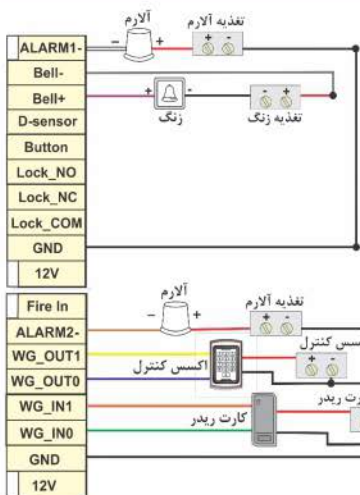 آلارم
تغذیه آلارم
ALARM1-
- +
+ -
Bell-
Bell+
+ -
- +
زنگ
تغذیه زنگ
D-sensor
Button
Lock_NO
Lock_NC
Lock_COM
GND
12V
آلارم
تغذیه آلارم
Fire In
- +
+ -
ALARM2-
WG_OUT1
اکسس کنترل
کنترل
+ -
WG_OUT0
WG_IN1
کارت ریدر
ریدر
WG_IN0
GND
12V